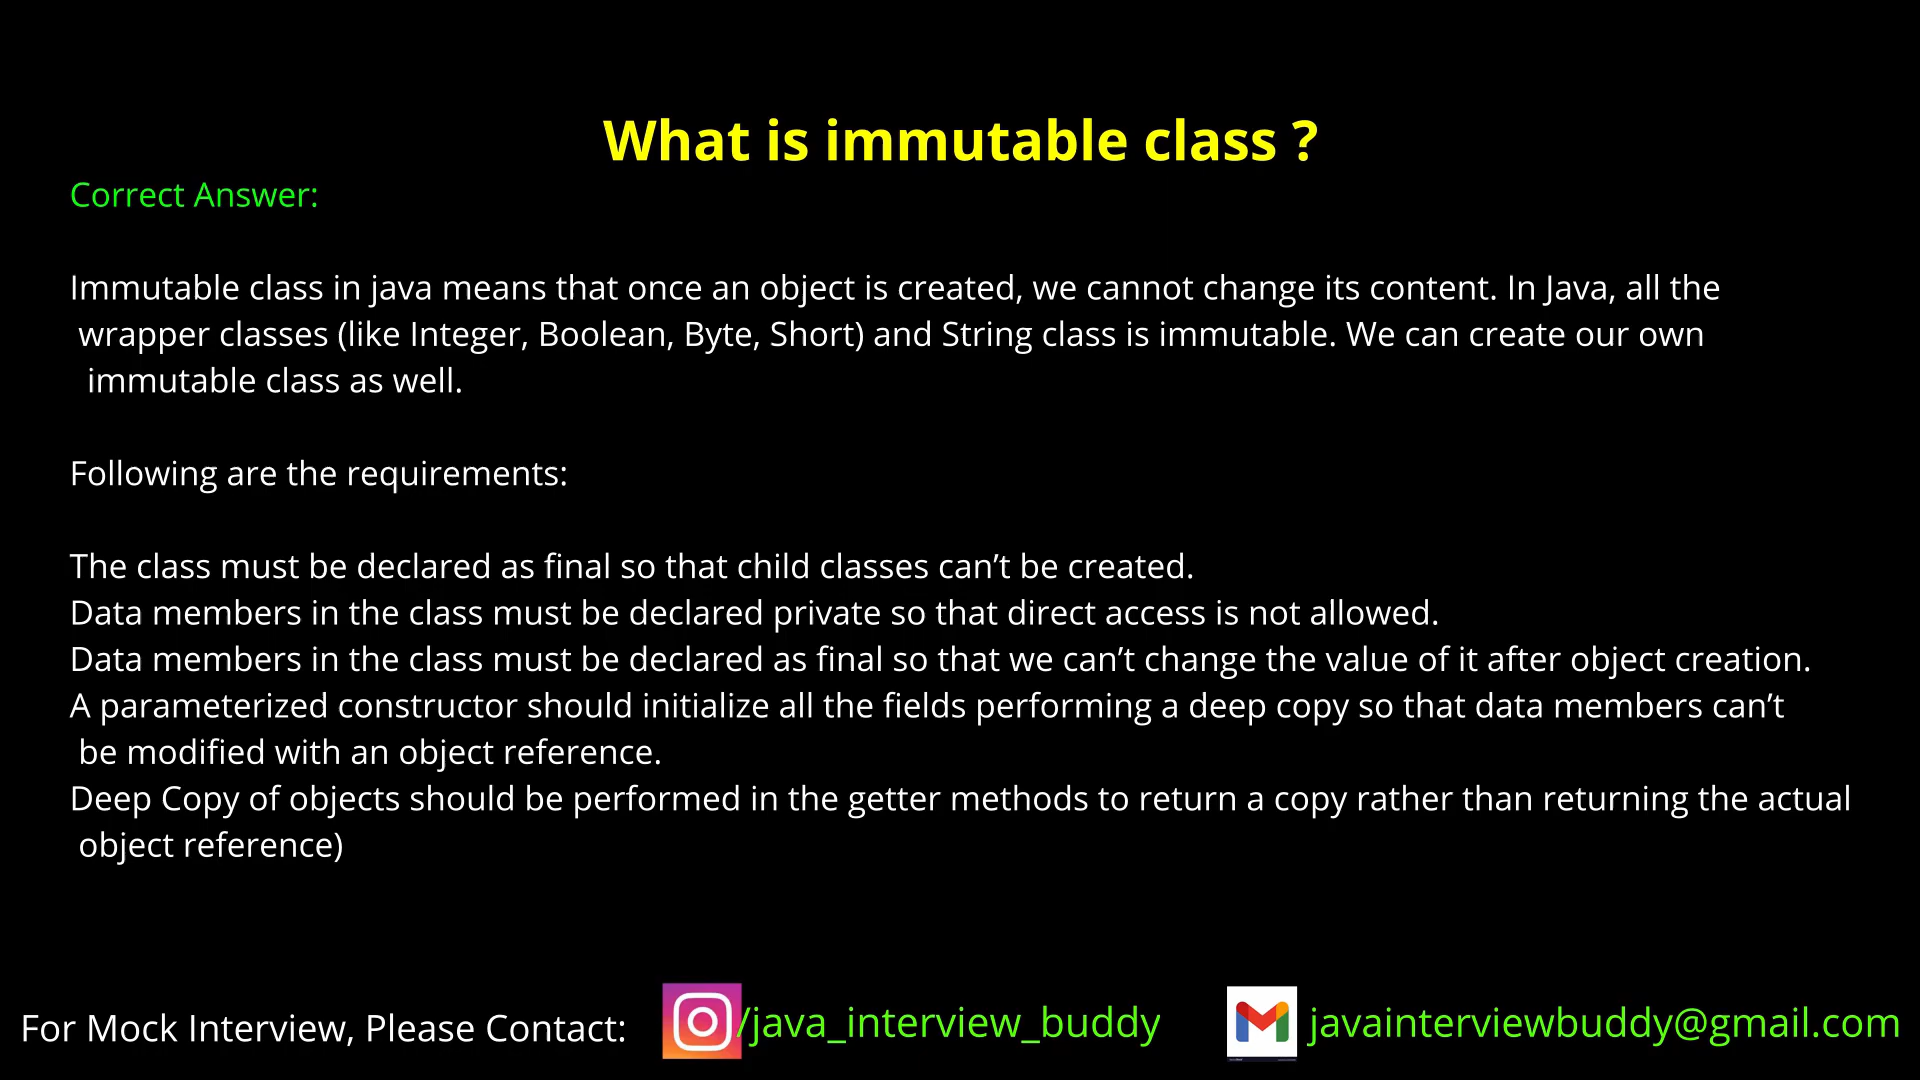 What is immutable class ?
Correct Answer:
Immutable class in java means that once an object is created, we cannot change its content. In Java, all the
wrapper classes (like Integer, Boolean, Byte, Short) and String class is immutable. We can create our own
immutable class as well.
Following are the requirements:
The class must be declared as final so that child classes can’t be created.
Data members in the class must be declared private so that direct access is not allowed.
Data members in the class must be declared as final so that we can’t change the value of it after object creation.
A parameterized constructor should initialize all the fields performing a deep copy so that data members can’t
be modified with an object reference.
Deep Copy of objects should be performed in the getter methods to return a copy rather than returning the actual
object reference)
For Mock Interview, Please Contact: /java_interview_buddy javainterviewbuddy@gmail.com